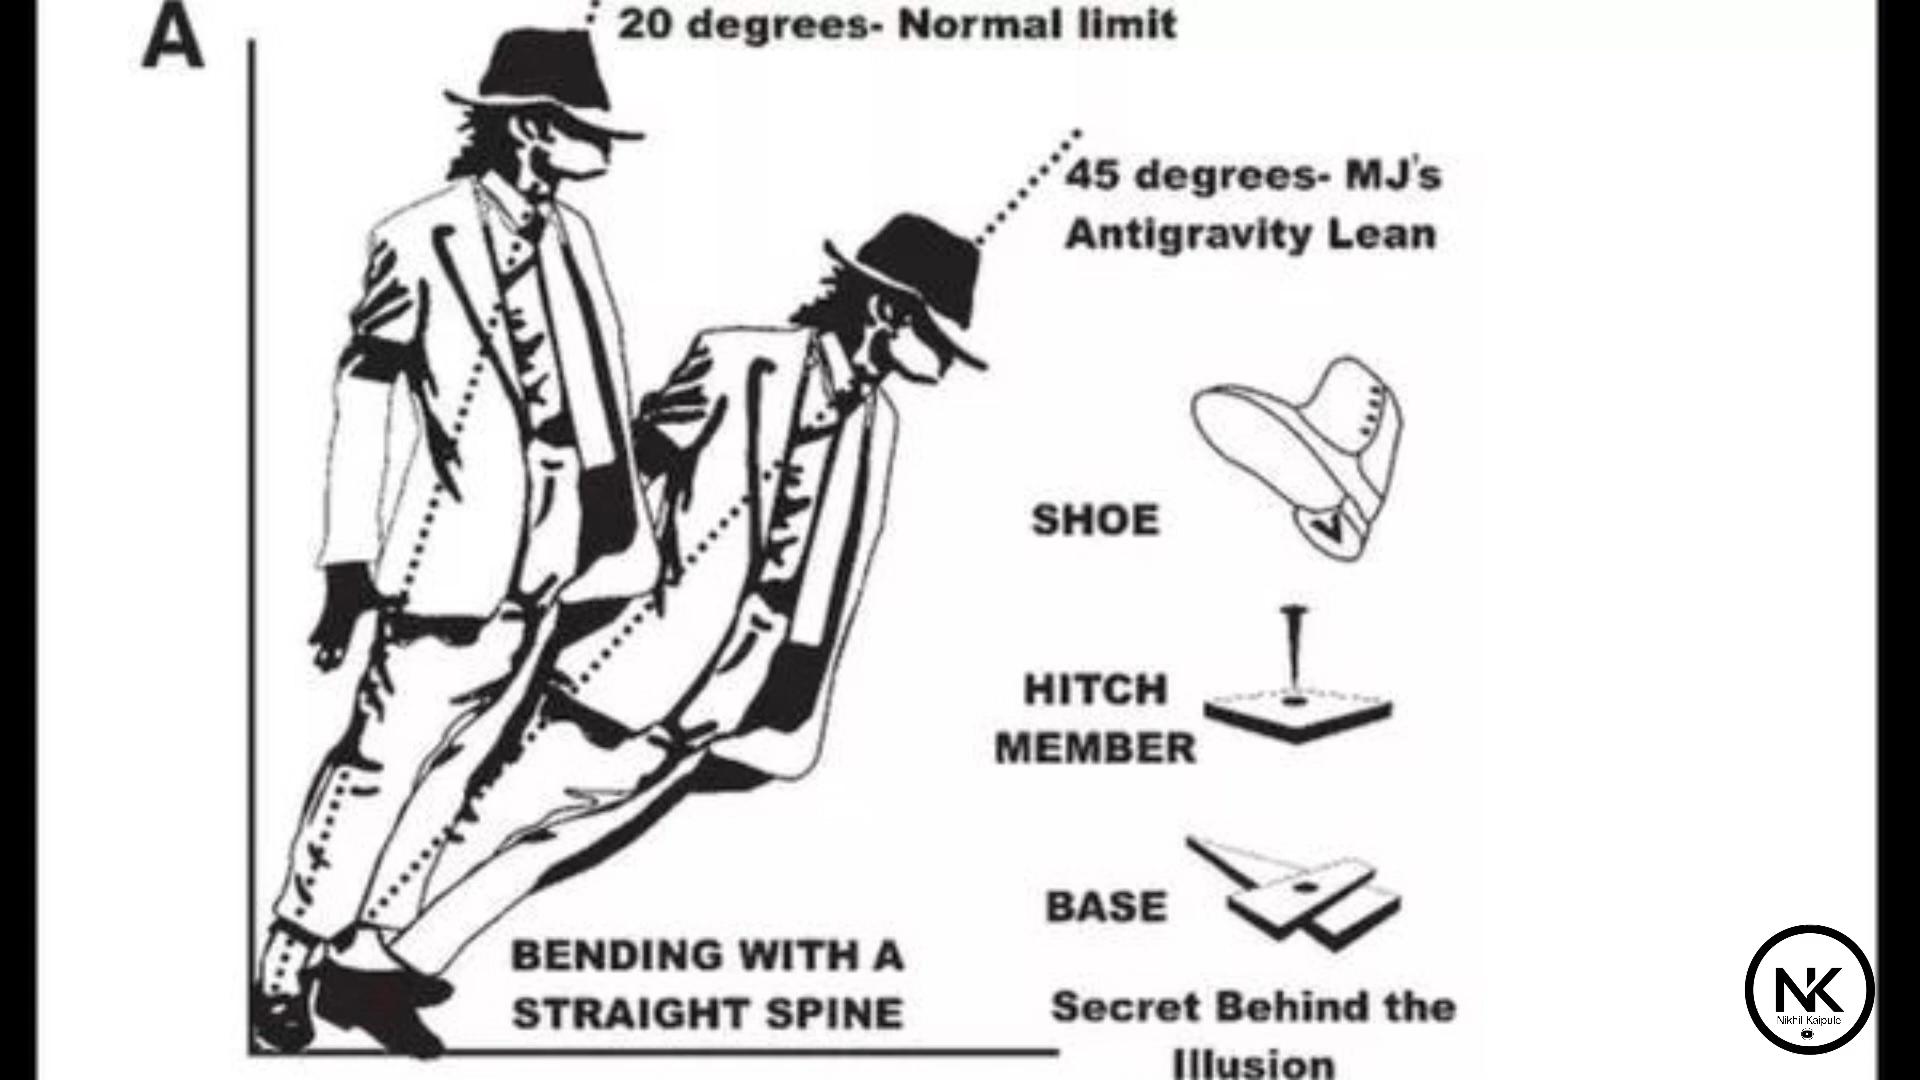 A
20 degrees- Normal limit
45 degrees- MJ's
Antigravity Lean
SHOE
HITCH
MEMBER
BASE
BENDING WITH A
STRAIGHT SPINE
Secret Behind the
Illusion
NK
Nikhil Kaipule